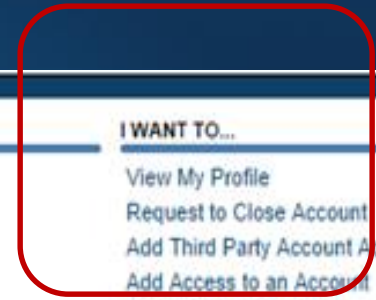 I WANT TO...
View My Profile
Request to Close Account
Add Third Party Account A
Add Access to an Account